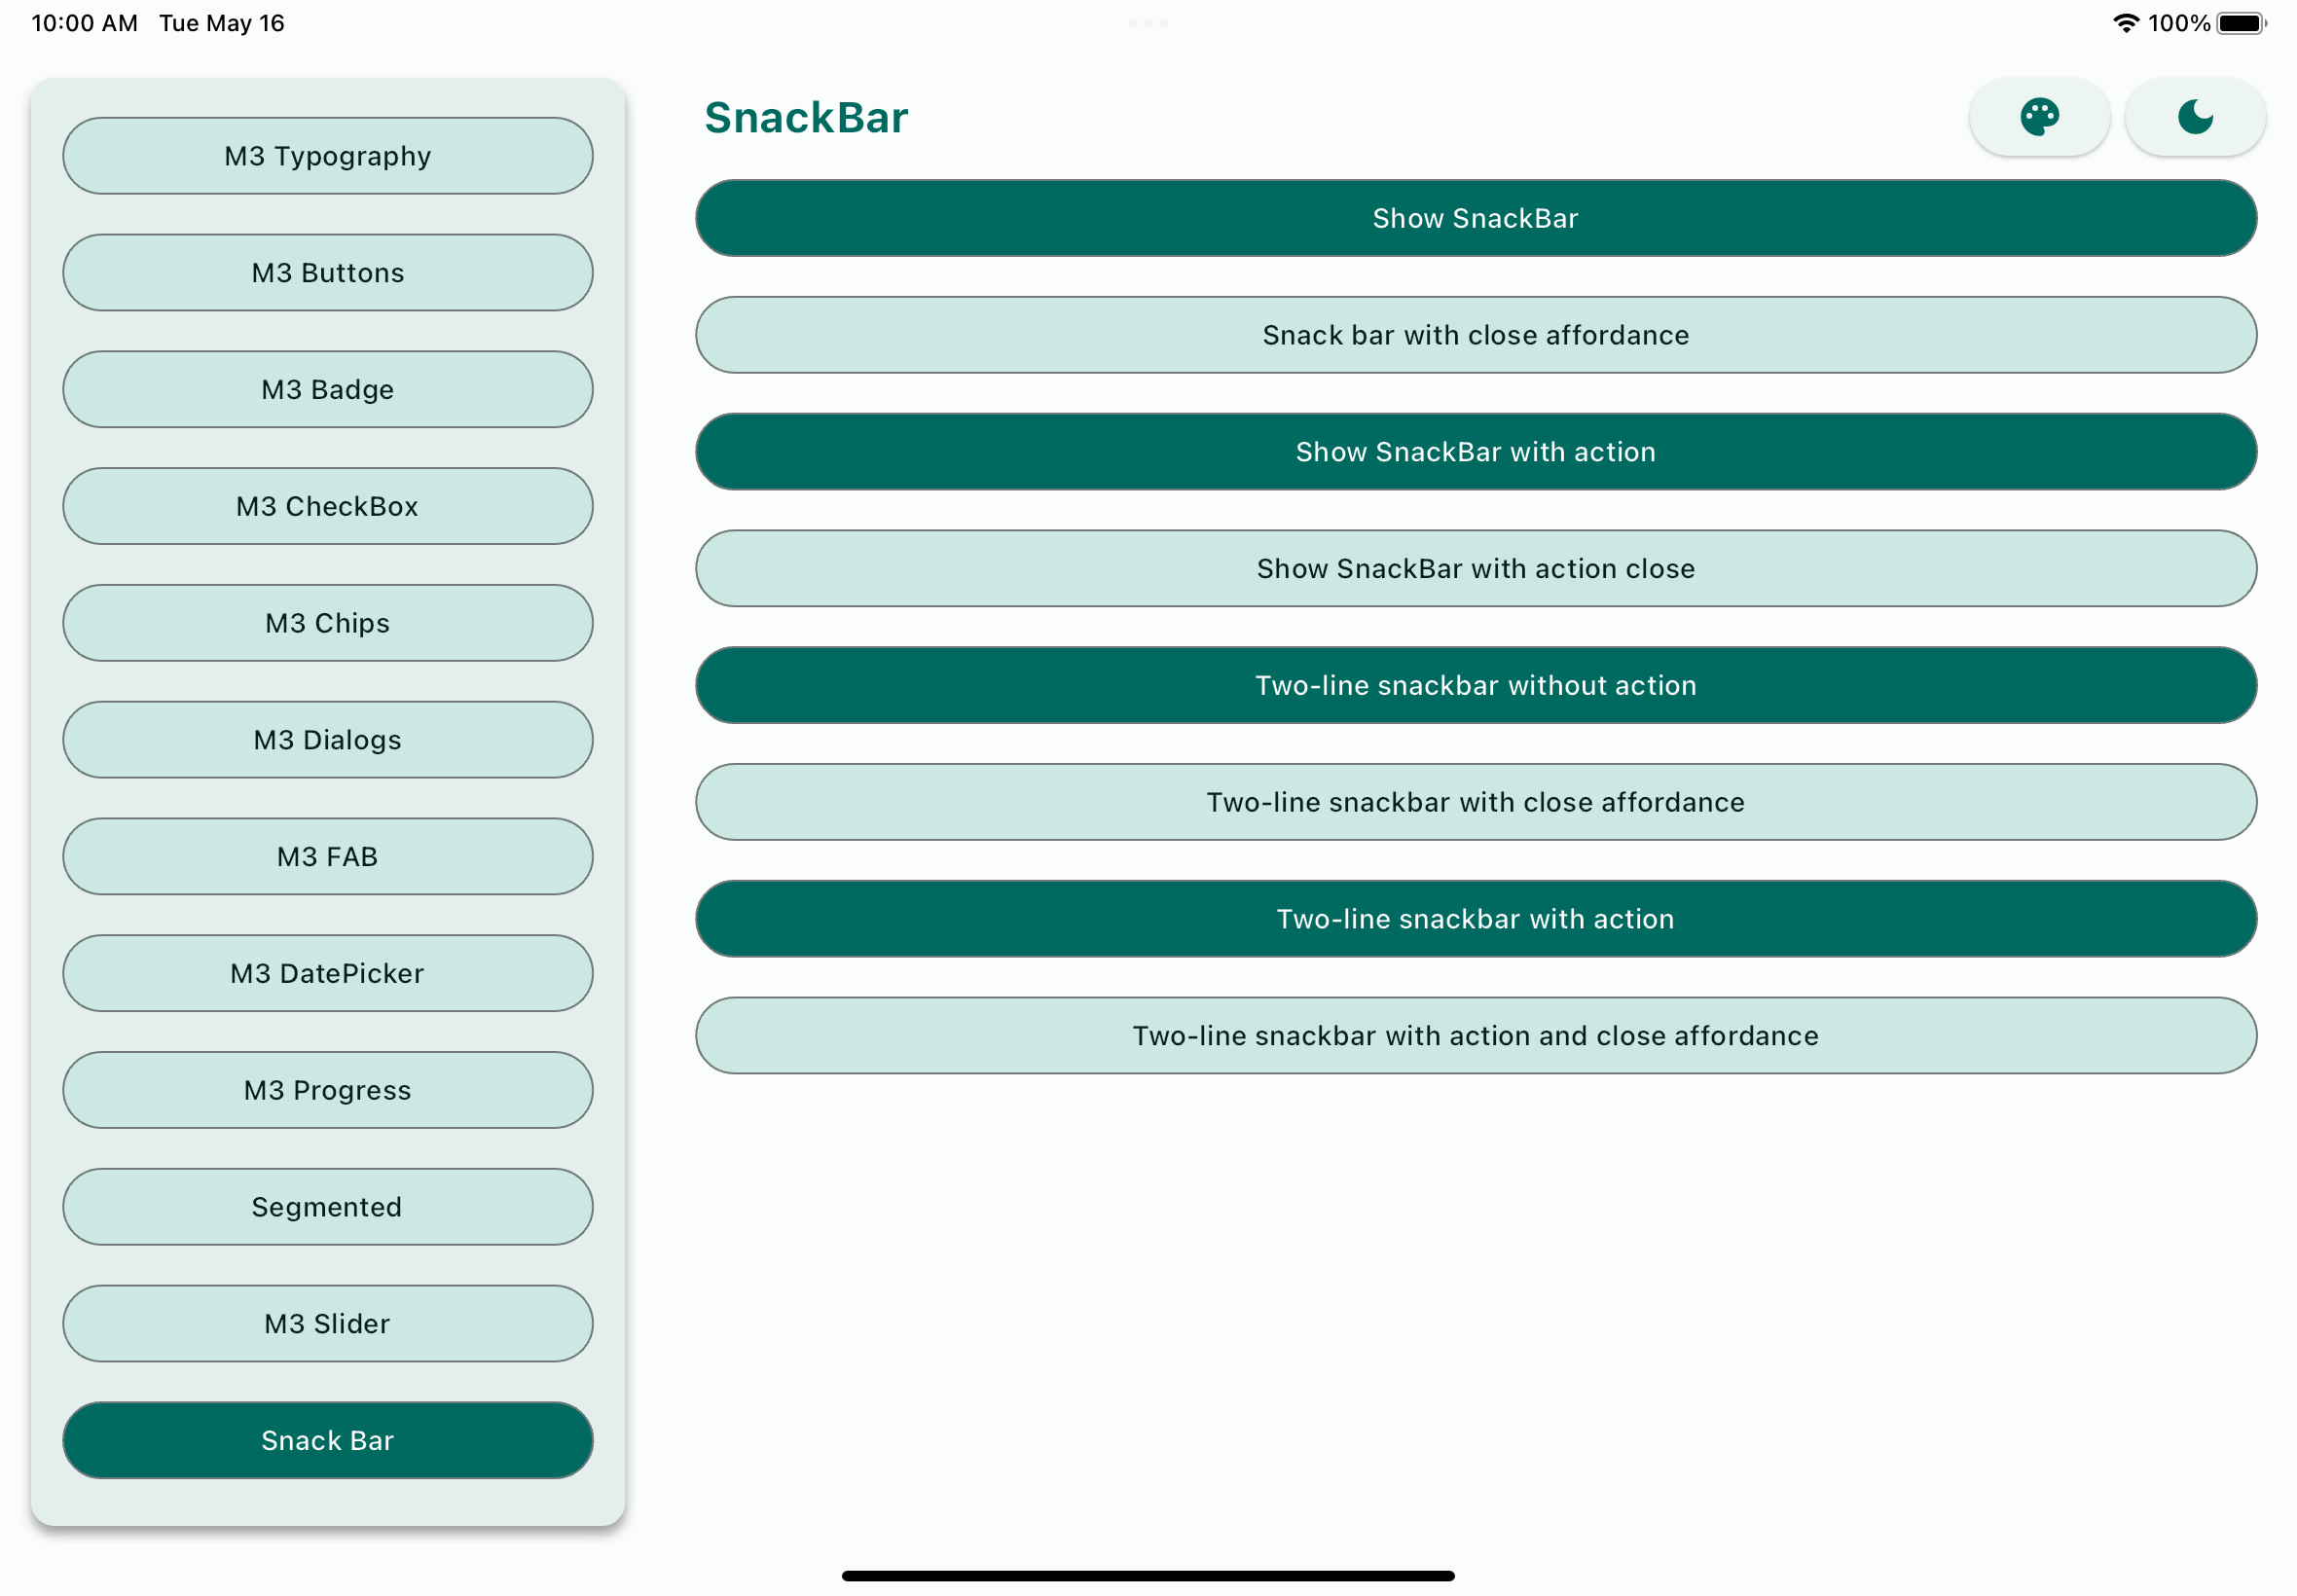 10:00 AM Tue May 16
100%
M3 Typography
M3 Buttons
M3 Badge
M3 CheckBox
M3 Chips
M3 Dialogs
M3 FAB
M3 DatePicker
M3 Progress
Segmented
M3 Slider
Snack Bar
SnackBar
Show SnackBar
Snack bar with close affordance
Show SnackBar with action
Show SnackBar with action close
Two-line snackbar without action
Two-line snackbar with close affordance
Two-line snackbar with action
Two-line snackbar with action and close affordance